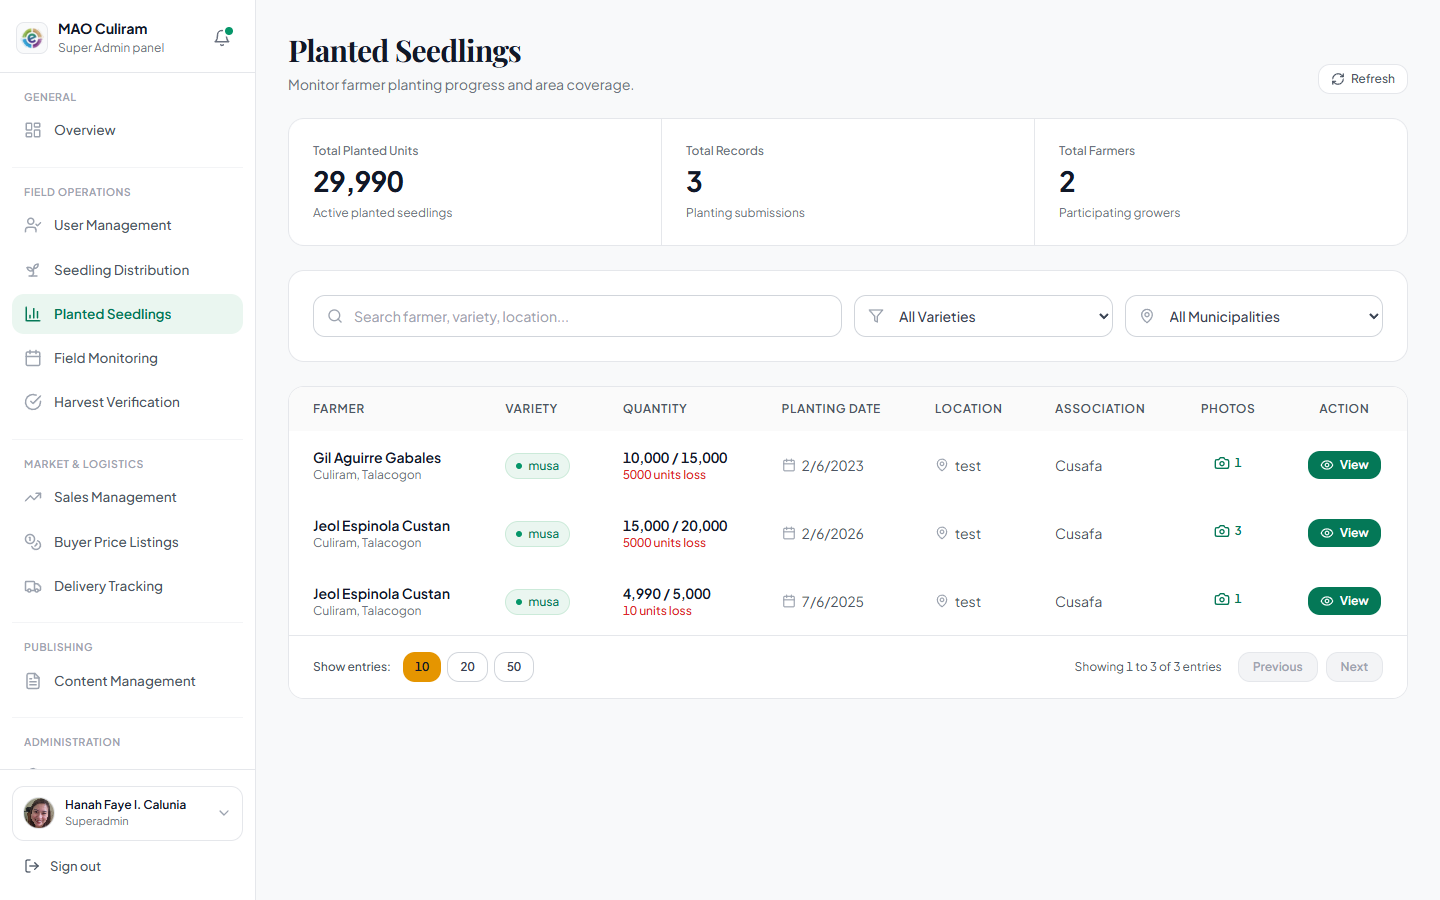 MAO Culiram
Super Admin panel
GENERAL
Overview
FIELD OPERATIONS
User Management
Seedling Distribution
Planted Seedlings
Field Monitoring
Harvest Verification
MARKET & LOGISTICS
Sales Management
Buyer Price Listings
Delivery Tracking
PUBLISHING
Content Management
ADMINISTRATION
Hanah Faye I. Calunia
Superadmin
Sign out
Planted Seedlings
Monitor farmer planting progress and area coverage.
Refresh
Total Planted Units
29,990
Active planted seedlings
Total Records
3
Planting submissions
Total Farmers
2
Participating growers
Search farmer, variety, location...
All Varieties
All Municipalities
FARMER VARIETY QUANTITY PLANTING DATE LOCATION ASSOCIATION PHOTOS ACTION
Gil Aguirre Gabales
Culiram, Talacogon
musa
10,000 / 15,000
5000 units loss
2/6/2023
test
Cusafa
1
View
Jeol Espinola Custan
Culiram, Talacogon
musa
15,000 / 20,000
5000 units loss
2/6/2026
test
Cusafa
3
View
Jeol Espinola Custan
Culiram, Talacogon
musa
4,990 / 5,000
10 units loss
7/6/2025
test
Cusafa
1
View
Show entries: 10 20 50
Showing 1 to 3 of 3 entries
Previous
Next